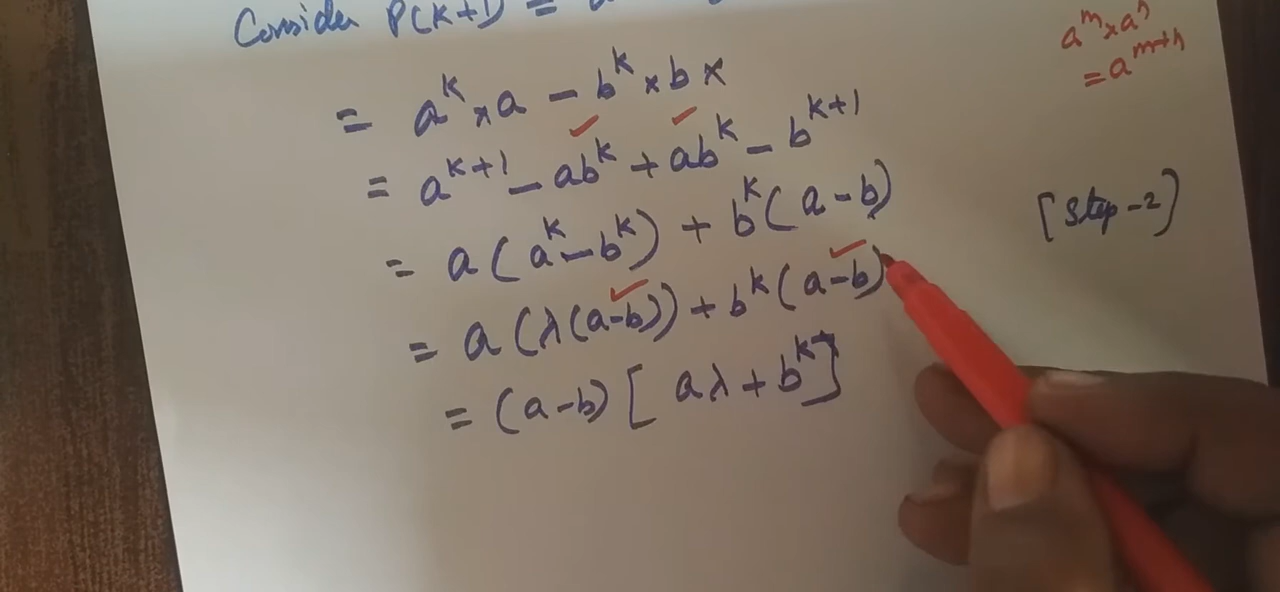 Consider P(k+1) =
= a^k × a − b^k × b ×
= a^{k+1} − ab^k + ab^k − b^{k+1}
= a (a^k − b^k) + b^k (a − b)
[Step-2]
= a (λ(a−b)) + b^k (a−b)
= (a−b) [ aλ + b^k ]
a^m × a^n
= a^{m+n}